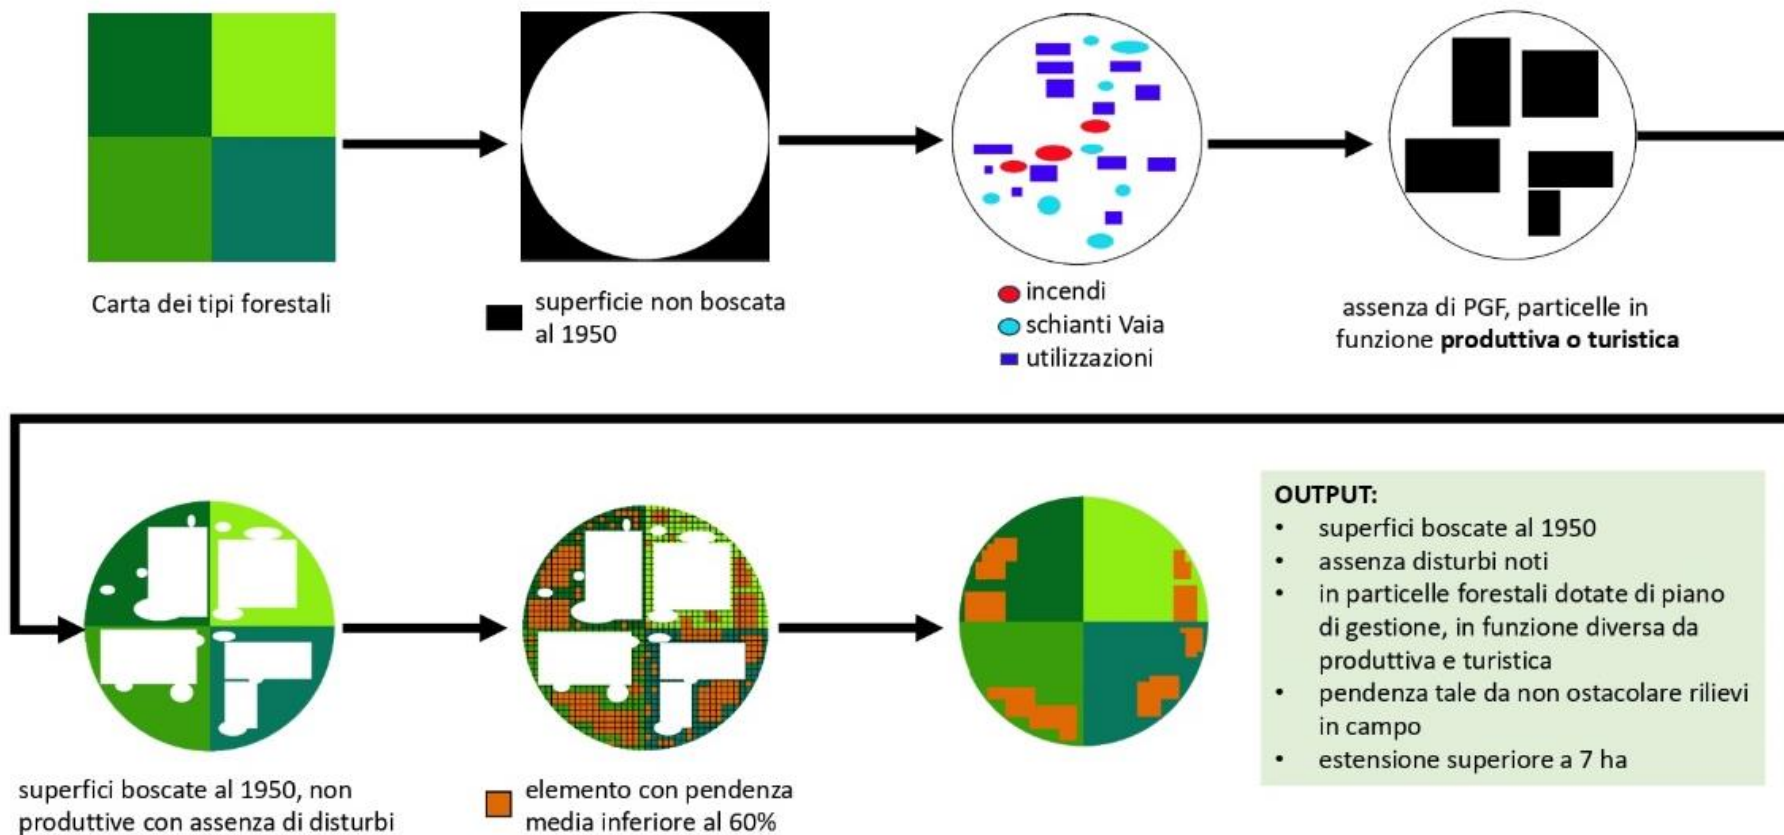 Carta dei tipi forestali
superficie non boscata
al 1950
incendi
schianti Vaia
utilizzazioni
assenza di PGF, particelle in
funzione produttiva o turistica
superfici boscate al 1950, non
produttive con assenza di disturbi
elemento con pendenza
media inferiore al 60%
OUTPUT:
• superfici boscate al 1950
• assenza disturbi noti
• in particelle forestali dotate di piano
di gestione, in funzione diversa da
produttiva e turistica
• pendenza tale da non ostacolare rilievi
in campo
• estensione superiore a 7 ha